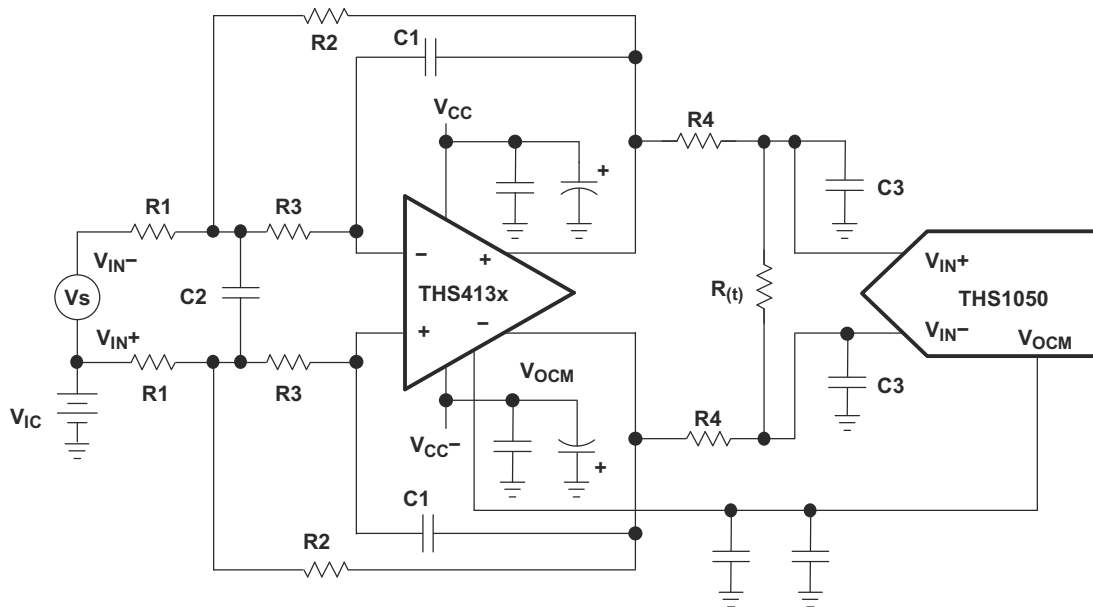 R2
C1
VCC
R4
+
C3
R1
R3
VIN−
−
+
VIN+
Vs
C2
THS413x
R(t)
THS1050
VIN+
+
−
VIN−
VOCM
R1
R3
VOCM
C3
VIC
R4
VCC−
+
C1
R2